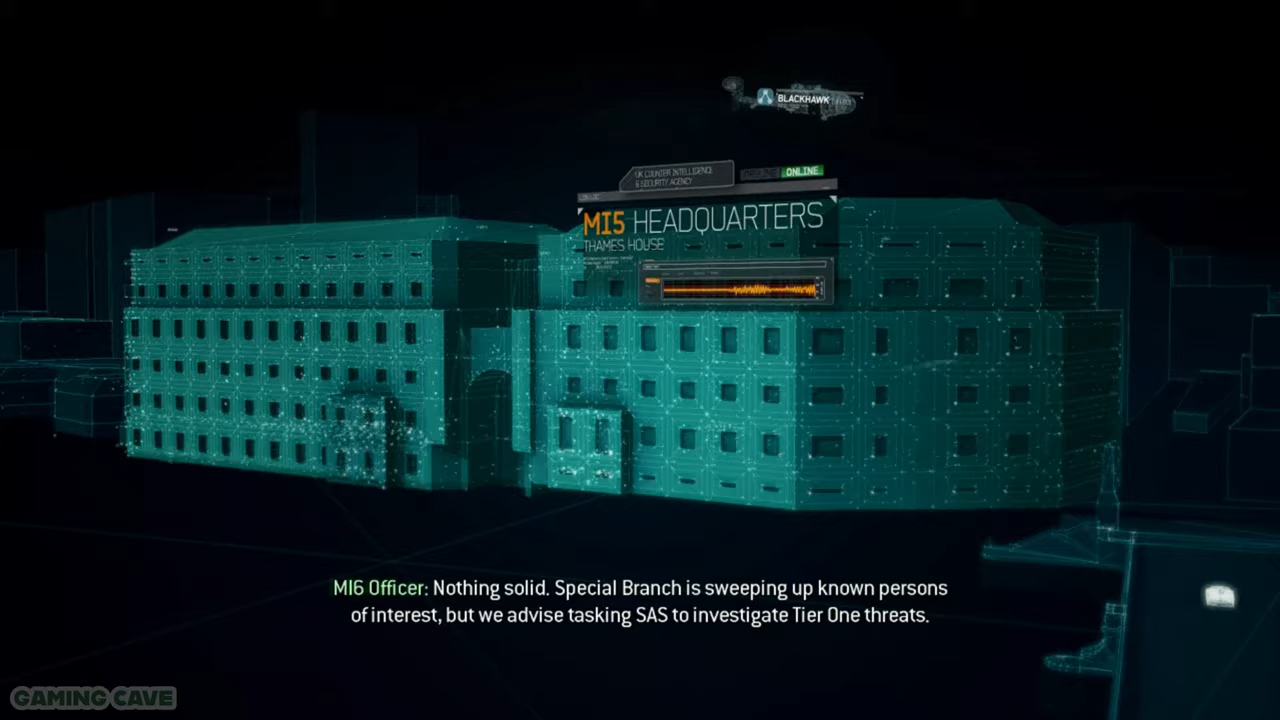 BLACKHAWK
UK COUNTER INTELLIGENCE
& SECURITY AGENCY
ONLINE
MI5 HEADQUARTERS
THAMES HOUSE
MI6 Officer: Nothing solid. Special Branch is sweeping up known persons
of interest, but we advise tasking SAS to investigate Tier One threats.
GAMING CAVE